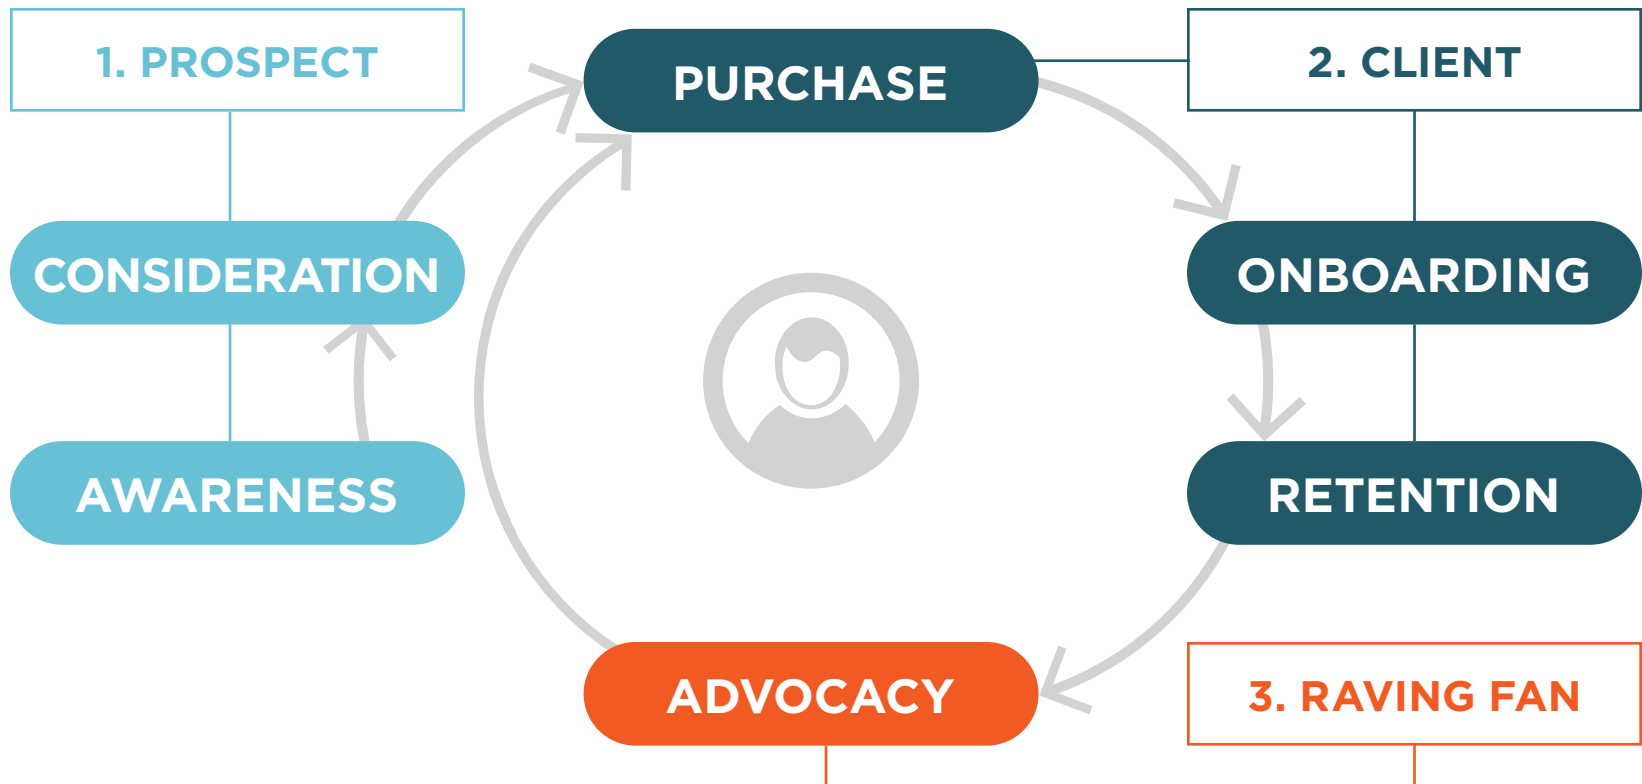 1. PROSPECT
PURCHASE
2. CLIENT
CONSIDERATION
ONBOARDING
AWARENESS
RETENTION
ADVOCACY
3. RAVING FAN